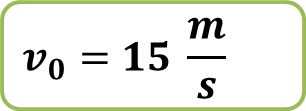 v₀ = 15 m/s